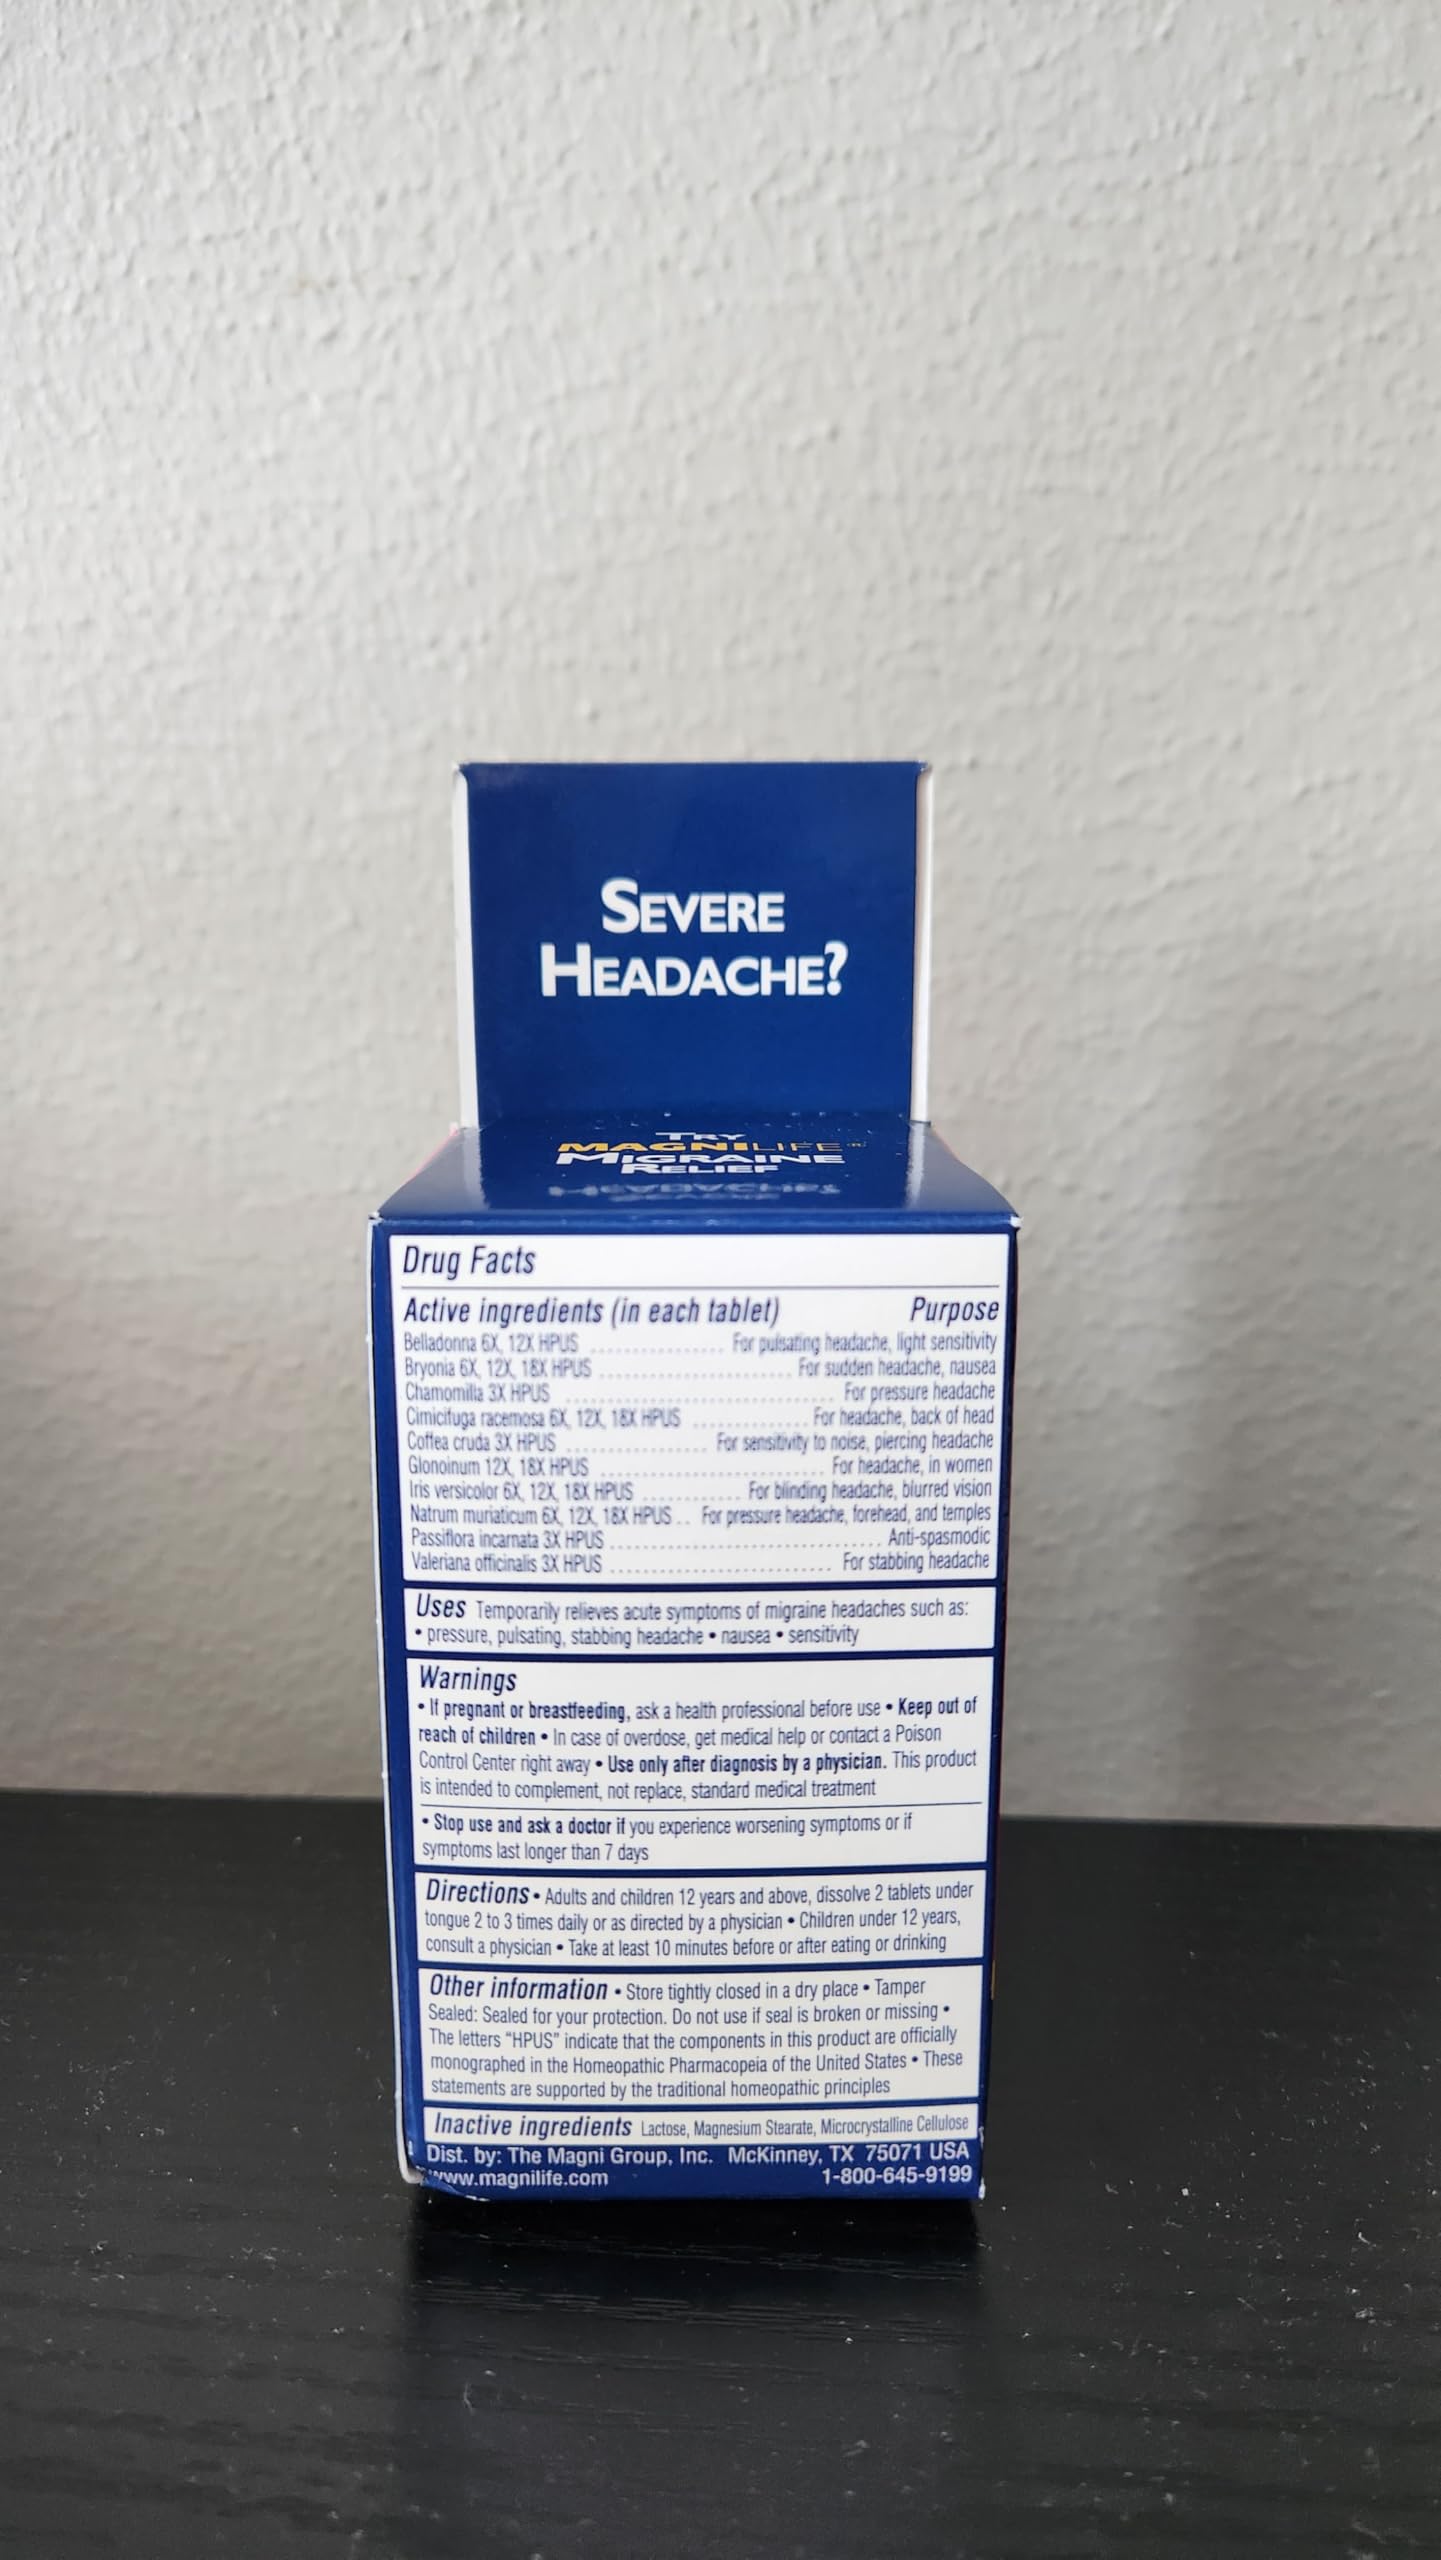 SEVERE
HEADACHE?
TRY
MAGNILIFE®
MIGRAINE
RELIEF
Drug Facts
Active ingredients (in each tablet) Purpose
Belladonna 6X, 12X HPUS ................. For pulsating headache, light sensitivity
Bryonia 6X, 12X, 18X HPUS ........................ For sudden headache, nausea
Chamomilla 3X HPUS ................................... For pressure headache
Cimicifuga racemosa 6X, 12X, 18X HPUS ............... For headache, back of head
Coffea cruda 3X HPUS .................. For sensitivity to noise, piercing headache
Glonoinum 12X, 18X HPUS ............................ For headache, in women
Iris versicolor 6X, 12X, 18X HPUS ............ For blinding headache, blurred vision
Natrum muriaticum 6X, 12X, 18X HPUS .. For pressure headache, forehead, and temples
Passiflora incarnata 3X HPUS .................................. Anti-spasmodic
Valeriana officinalis 3X HPUS ............................ For stabbing headache
Uses Temporarily relieves acute symptoms of migraine headaches such as:
• pressure, pulsating, stabbing headache • nausea • sensitivity
Warnings
• If pregnant or breastfeeding, ask a health professional before use • Keep out of
reach of children • In case of overdose, get medical help or contact a Poison
Control Center right away • Use only after diagnosis by a physician. This product
is intended to complement, not replace, standard medical treatment
• Stop use and ask a doctor if you experience worsening symptoms or if
symptoms last longer than 7 days
Directions • Adults and children 12 years and above, dissolve 2 tablets under
tongue 2 to 3 times daily or as directed by a physician • Children under 12 years,
consult a physician • Take at least 10 minutes before or after eating or drinking
Other information • Store tightly closed in a dry place • Tamper
Sealed: Sealed for your protection. Do not use if seal is broken or missing •
The letters "HPUS" indicate that the components in this product are officially
monographed in the Homeopathic Pharmacopeia of the United States • These
statements are supported by the traditional homeopathic principles
Inactive ingredients Lactose, Magnesium Stearate, Microcrystalline Cellulose
Dist. by: The Magni Group, Inc. McKinney, TX 75071 USA
www.magnilife.com 1-800-645-9199